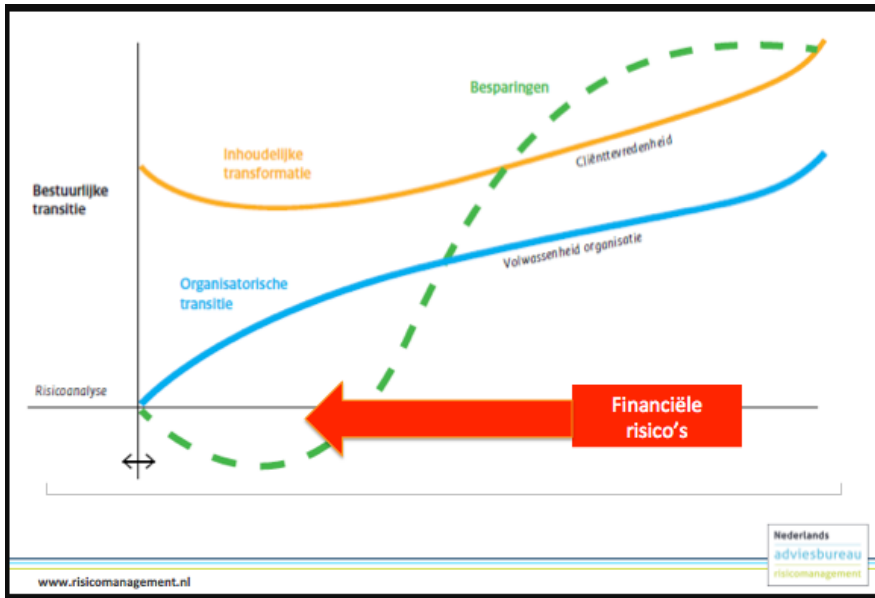 Besparingen
Inhoudelijke
transformatie
Cliënttevredenheid
Bestuurlijke
transitie
Volwassenheid organisatie
Organisatorische
transitie
Risicoanalyse
Financiële
risico's
Nederlands
adviesbureau
risicomanagement
www.risicomanagement.nl